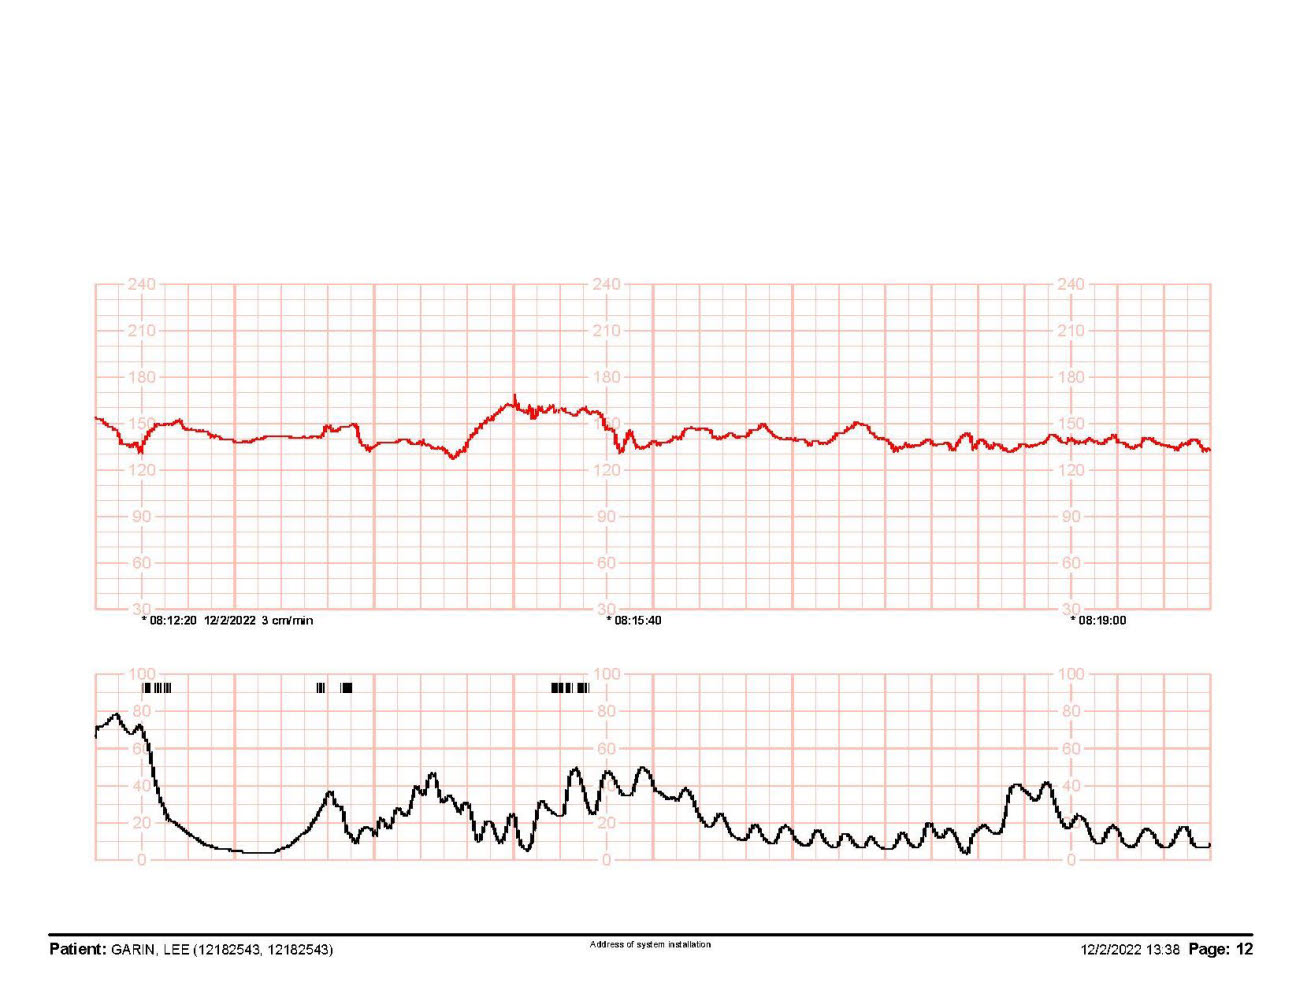 240 240 240
210 210 210
180 180 180
150 150 150
120 120 120
90 90 90
60 60 60
30 30 30
* 08:12:20 12/2/2022 3 cm/min * 08:15:40 * 08:19:00
100 100 100
80 80 80
60 60 60
40 40 40
20 20 20
0 0 0
Patient: GARIN, LEE (12182543, 12182543) Address of system installation 12/2/2022 13:38 Page: 12